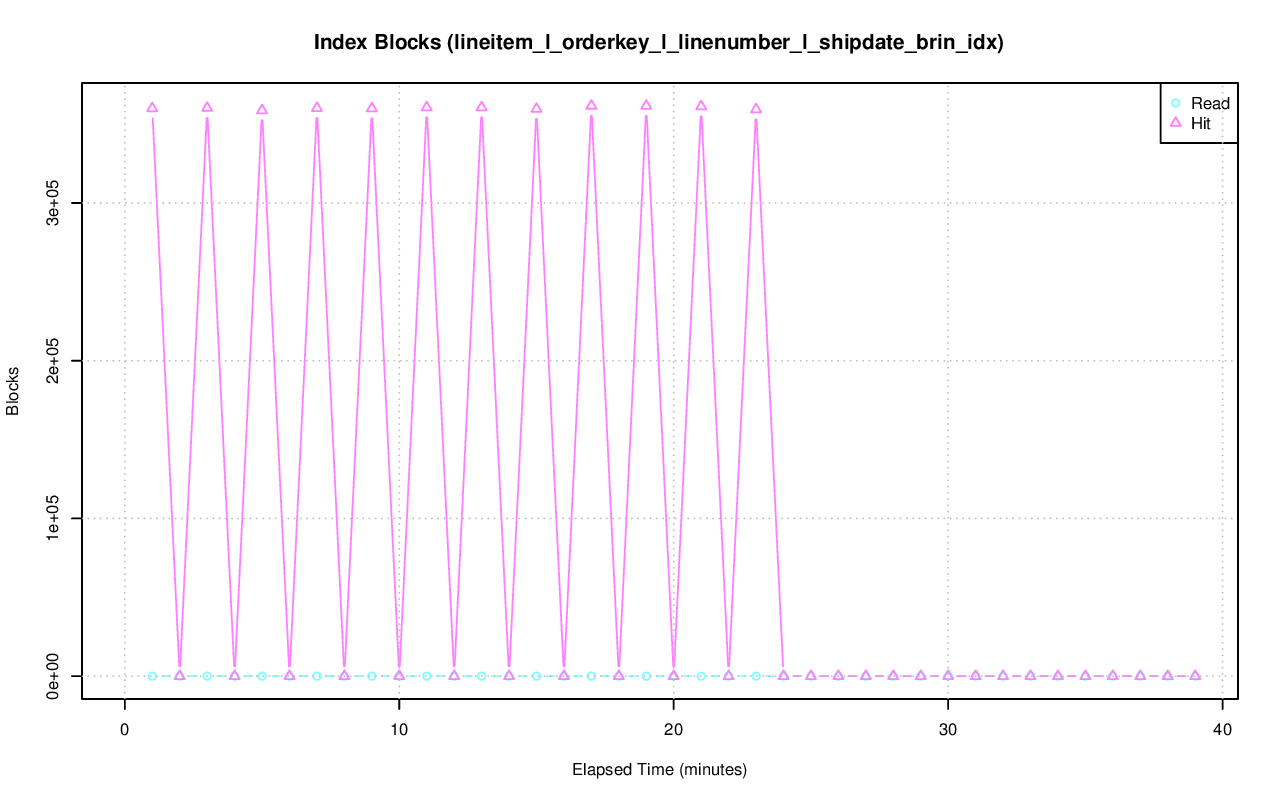 Index Blocks (lineitem_l_orderkey_l_linenumber_l_shipdate_brin_idx)
Read
Hit
3e+05
2e+05
1e+05
0e+00
Blocks
0
10
20
30
40
Elapsed Time (minutes)